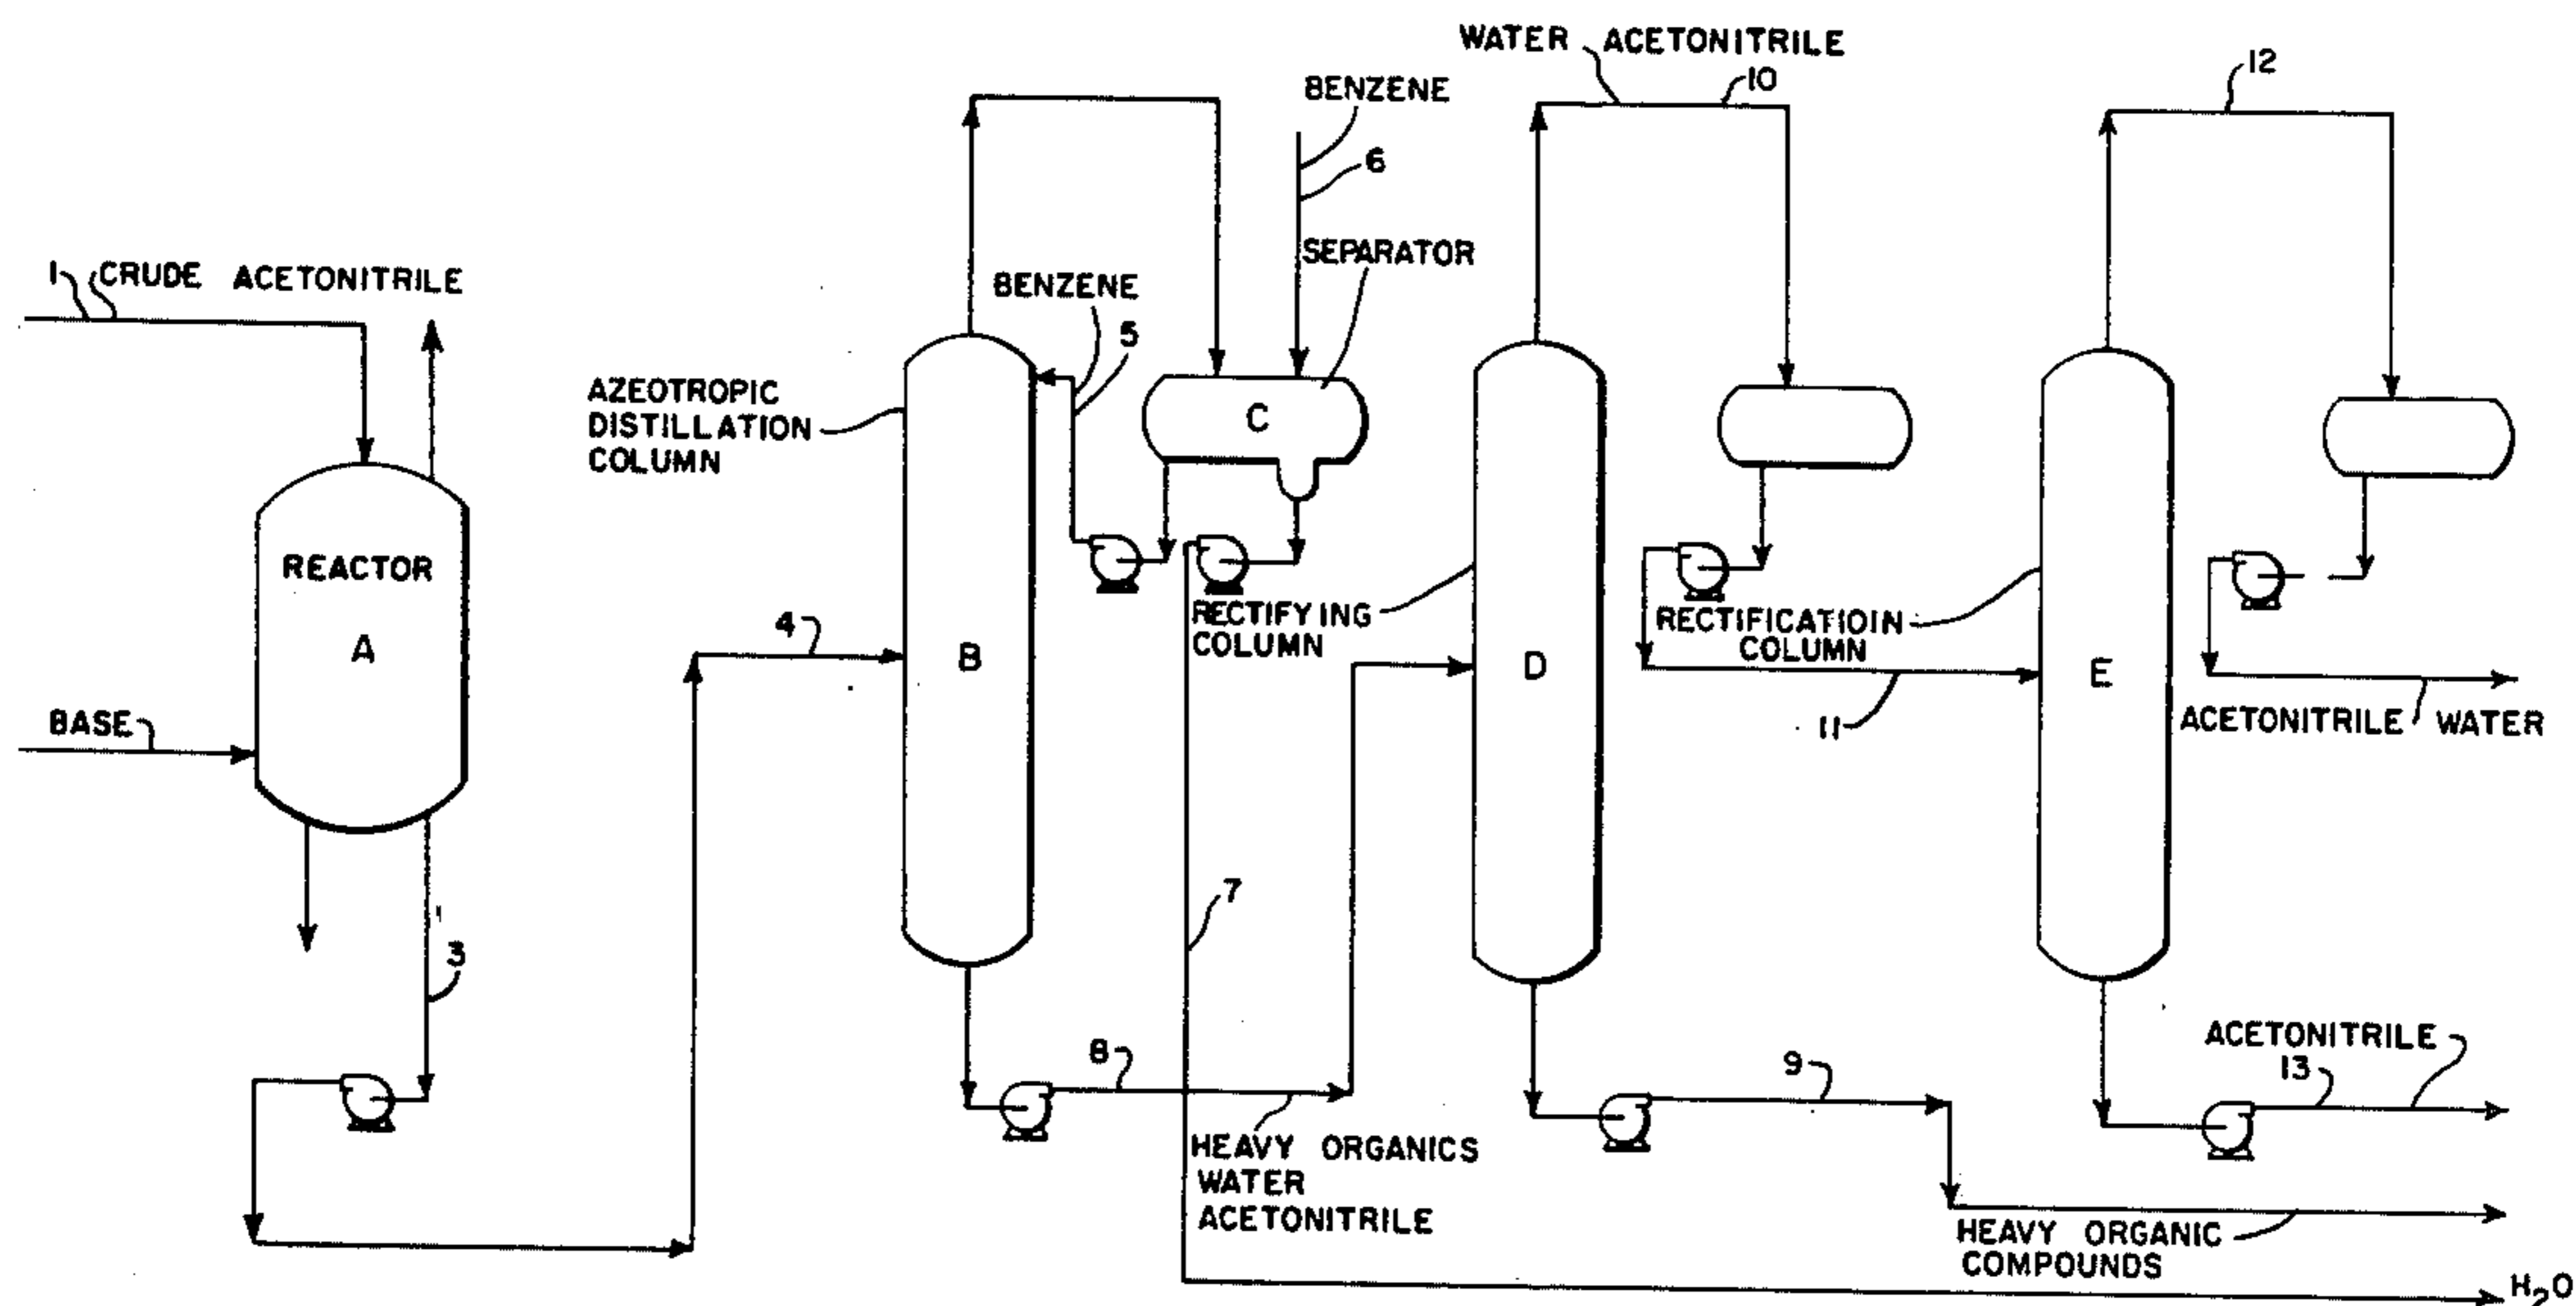 WATER ACETONITRILE
10
12
BENZENE
6
SEPARATOR
1 CRUDE ACETONITRILE
BENZENE
5
AZEOTROPIC
DISTILLATION
COLUMN
C
REACTOR
A
4
B
RECTIFYING
COLUMN
D
RECTIFICATIOIN
COLUMN
E
BASE
11
ACETONITRILE WATER
7
3
8
HEAVY ORGANICS
WATER
ACETONITRILE
9
ACETONITRILE
13
HEAVY ORGANIC
COMPOUNDS
H₂O